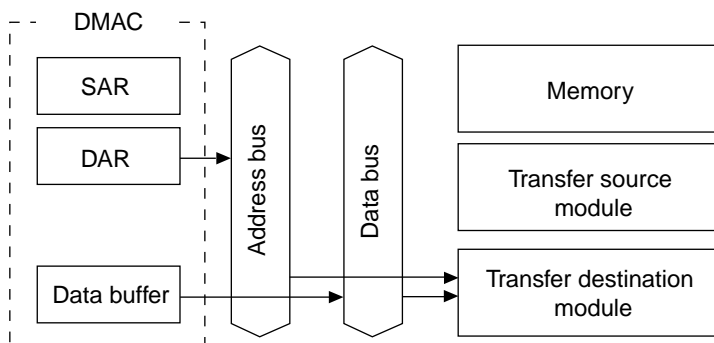 DMAC
SAR
DAR
Data buffer
Address bus
Data bus
Memory
Transfer source
module
Transfer destination
module